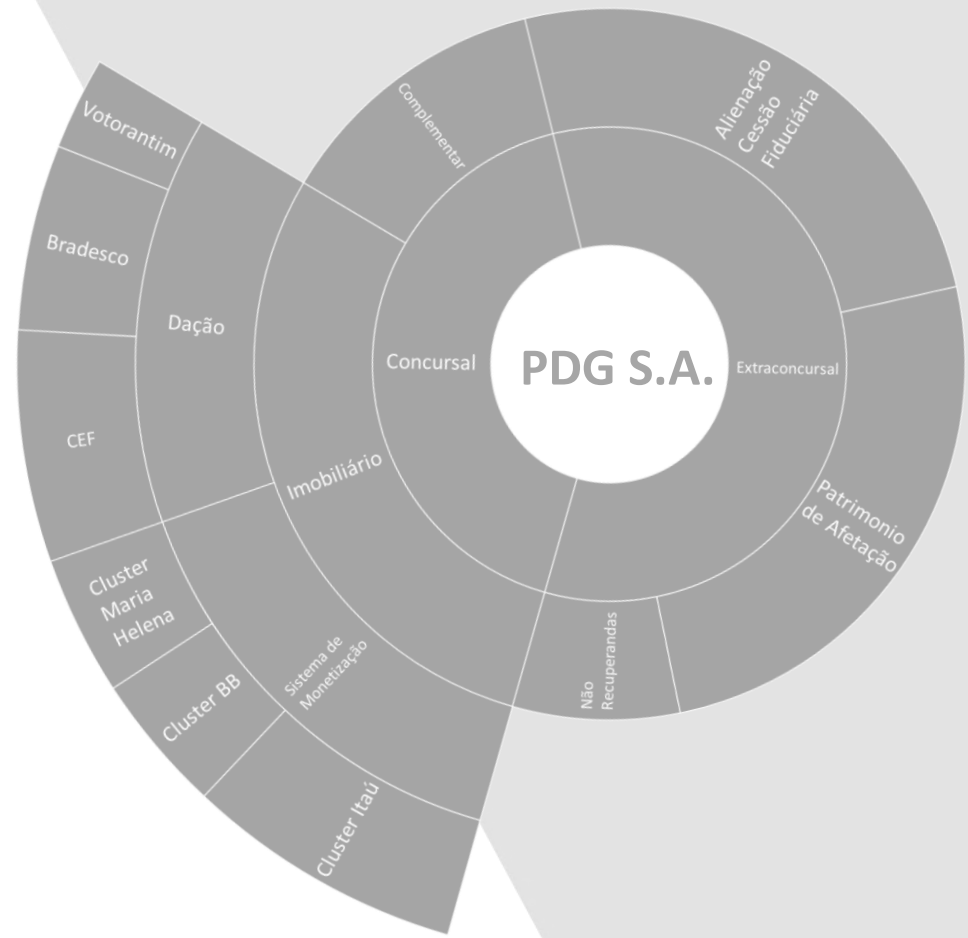 PDG S.A.
Concursal
Extraconcursal
Complementar
Imobiliário
Alienação
Cessão
Fiduciária
Patrimonio
de Afetação
Não
Recuperandas
Dação
Sistema de
Monetização
Votorantim
Bradesco
CEF
Cluster
Maria
Helena
Cluster BB
Cluster Itaú